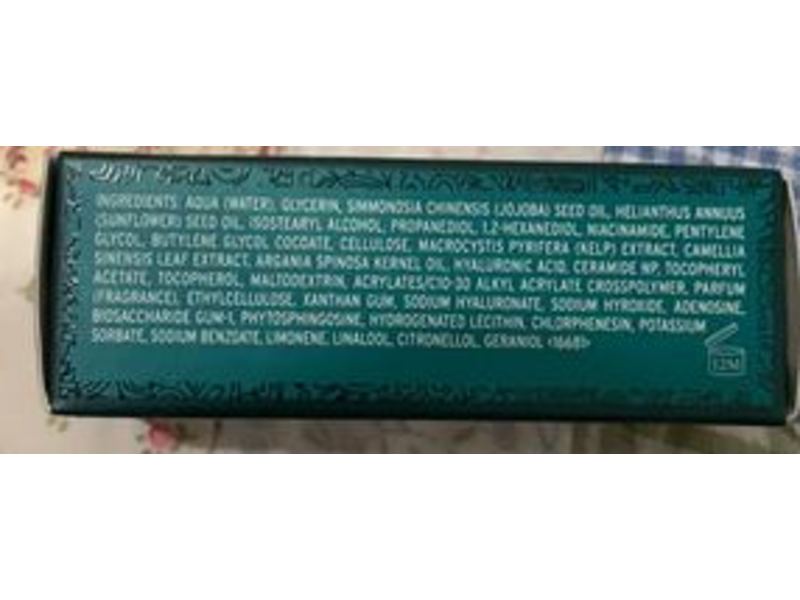 INGREDIENTS: AQUA (WATER), GLYCERIN, SIMMONDSIA CHINENSIS (JOJOBA) SEED OIL, HELIANTHUS ANNUUS
(SUNFLOWER) SEED OIL, ISOSTEARYL ALCOHOL, PROPANEDIOL, 1,2-HEXANEDIOL, NIACINAMIDE, PENTYLENE
GLYCOL, BUTYLENE GLYCOL COCOATE, CELLULOSE, MACROCYSTIS PYRIFERA (KELP) EXTRACT, CAMELLIA
SINENSIS LEAF EXTRACT, ARGANIA SPINOSA KERNEL OIL, HYALURONIC ACID, CERAMIDE NP, TOCOPHERYL
ACETATE, TOCOPHEROL, MALTODEXTRIN, ACRYLATES/C10-30 ALKYL ACRYLATE CROSSPOLYMER, PARFUM
(FRAGRANCE), ETHYLCELLULOSE, XANTHAN GUM, SODIUM HYALURONATE, SODIUM HYROXIDE, ADENOSINE,
BIOSACCHARIDE GUM-1, PHYTOSPHINGOSINE, HYDROGENATED LECITHIN, CHLORPHENESIN, POTASSIUM
SORBATE, SODIUM BENZOATE, LIMONENE, LINALOOL, CITRONELLOL, GERANIOL <1668>
12M